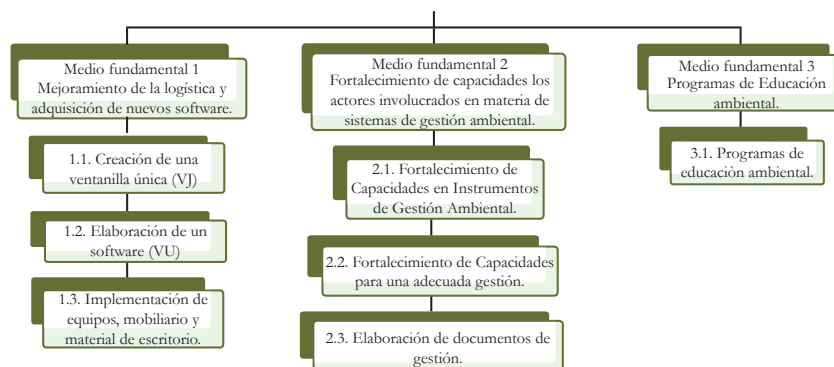 Medio fundamental 1
Mejoramiento de la logística y
adquisición de nuevos software.
1.1. Creación de una
ventanilla única (VJ)
1.2. Elaboración de un
software (VU)
1.3. Implementación de
equipos, mobiliario y
material de escritorio.
Medio fundamental 2
Fortalecimiento de capacidades los
actores involucrados en materia de
sistemas de gestión ambiental.
2.1. Fortalecimiento de
Capacidades en Instrumentos
de Gestión Ambiental.
2.2. Fortalecimiento de Capacidades
para una adecuada gestión.
2.3. Elaboración de documentos de
gestión.
Medio fundamental 3
Programas de Educación
ambiental.
3.1. Programas de
educaciòn ambiental.